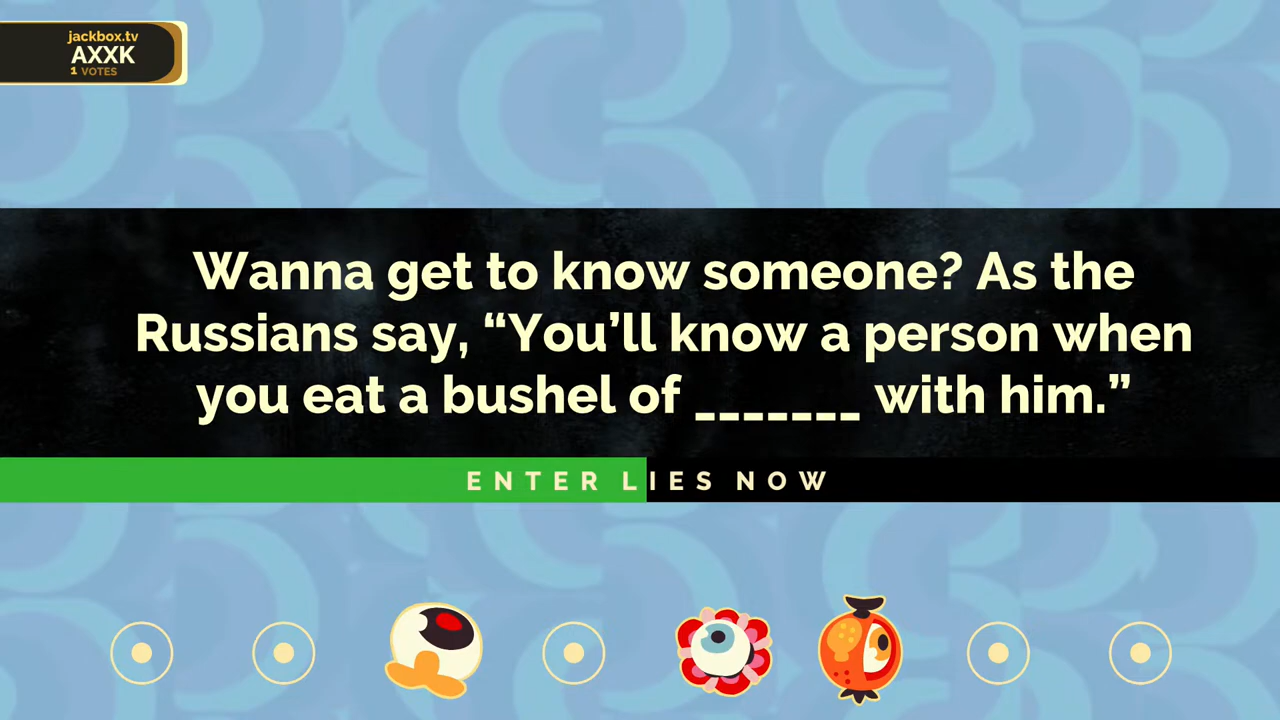 jackbox.tv
AXXK
1 VOTES
Wanna get to know someone? As the
Russians say, “You’ll know a person when
you eat a bushel of _______ with him.”
ENTER LIES NOW